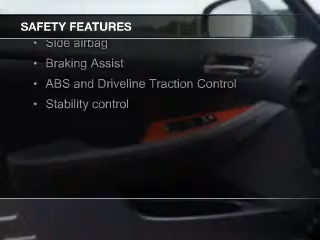 SAFETY FEATURES
• Side airbag
• Braking Assist
• ABS and Driveline Traction Control
• Stability control